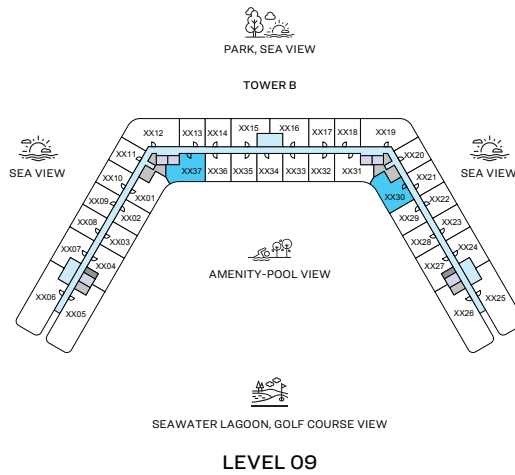 PARK, SEA VIEW
TOWER B
SEA VIEW
SEA VIEW
XX12
XX13
XX14
XX15
XX16
XX17
XX18
XX19
XX11
XX37
XX36
XX35
XX34
XX33
XX32
XX31
XX20
XX10
XX01
XX30
XX21
XX09
XX02
XX29
XX22
XX08
XX03
XX28
XX23
XX07
XX04
XX27
XX24
XX06
XX05
XX26
XX25
AMENITY-POOL VIEW
SEAWATER LAGOON, GOLF COURSE VIEW
LEVEL 09